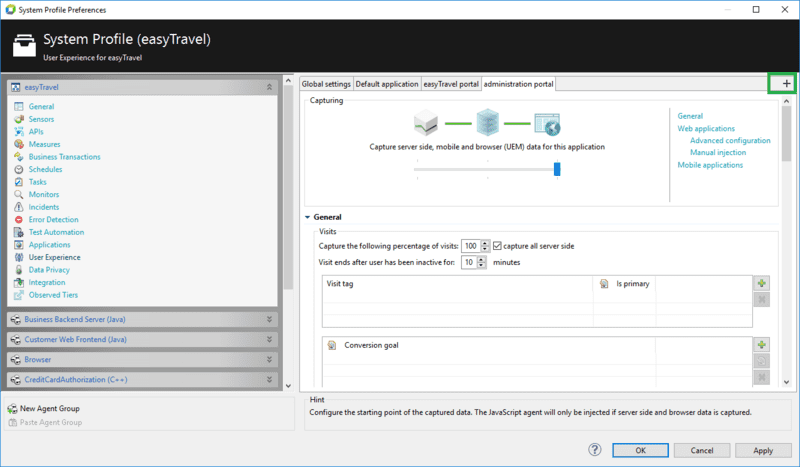 System Profile Preferences
System Profile (easyTravel)
User Experience for easyTravel
easyTravel
General
Sensors
APIs
Measures
Business Transactions
Schedules
Tasks
Monitors
Incidents
Error Detection
Test Automation
Applications
User Experience
Data Privacy
Integration
Observed Tiers
Business Backend Server (Java)
Customer Web Frontend (Java)
Browser
CreditCardAuthorization (C++)
New Agent Group
Paste Agent Group
Global settings Default application easyTravel portal administration portal
Capturing
Capture server side, mobile and browser (UEM) data for this application
General
Web applications
Advanced configuration
Manual injection
Mobile applications
General
Visits
Capture the following percentage of visits: 100 capture all server side
Visit ends after user has been inactive for: 10 minutes
Visit tag Is primary
Conversion goal
Hint
Configure the starting point of the captured data. The JavaScript agent will only be injected if server side and browser data is captured.
OK Cancel Apply